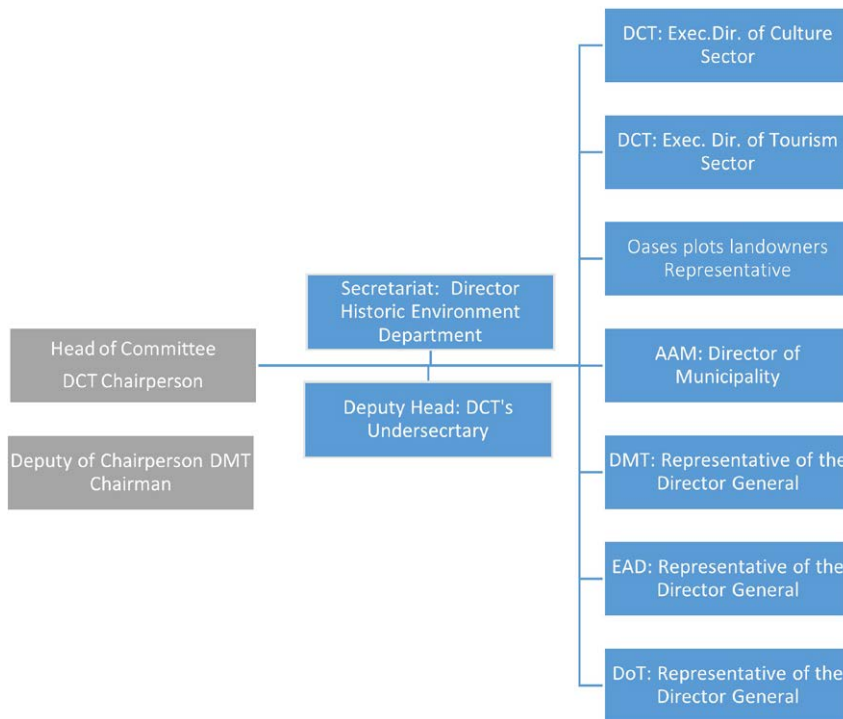 Head of Committee
DCT Chairperson
Deputy of Chairperson DMT
Chairman
Secretariat: Director
Historic Environment
Department
Deputy Head: DCT's
Undersecrtary
DCT: Exec.Dir. of Culture
Sector
DCT: Exec. Dir. of Tourism
Sector
Oases plots landowners
Representative
AAM: Director of
Municipality
DMT: Representative of the
Director General
EAD: Representative of the
Director General
DoT: Representative of the
Director General